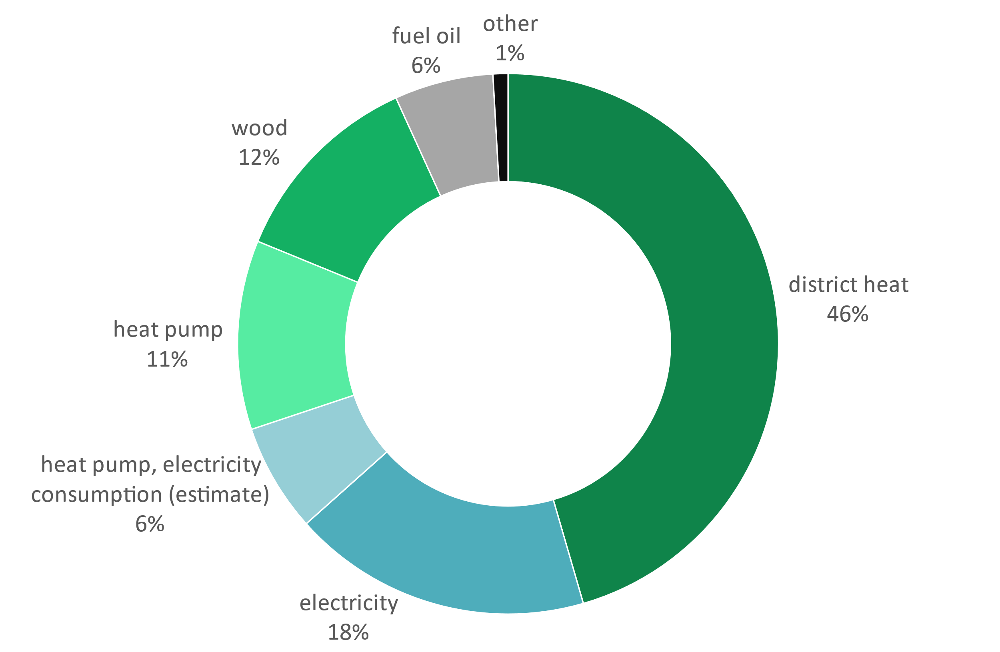 other
1%
fuel oil
6%
wood
12%
district heat
46%
heat pump
11%
heat pump, electricity
consumption (estimate)
6%
electricity
18%